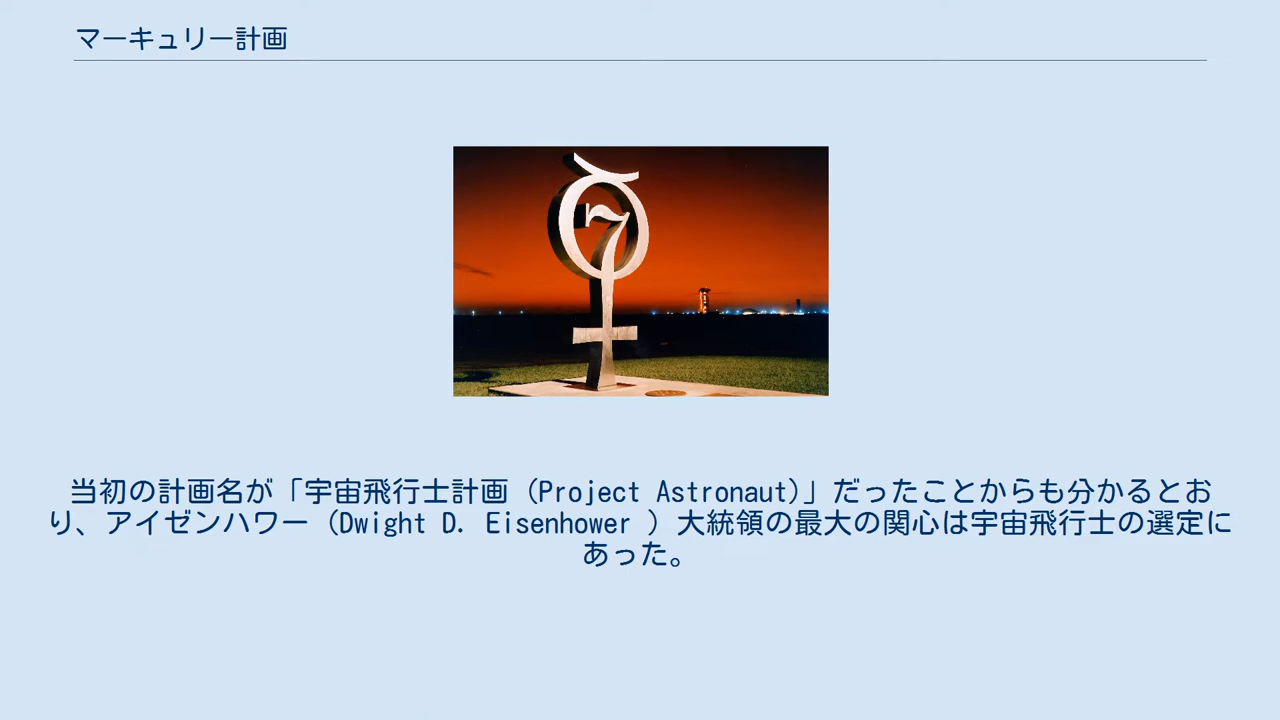 マーキュリー計画
7
当初の計画名が「宇宙飛行士計画 (Project Astronaut)」だったことからも分かるとお
り、アイゼンハワー (Dwight D. Eisenhower ) 大統領の最大の関心は宇宙飛行士の選定に
あった。